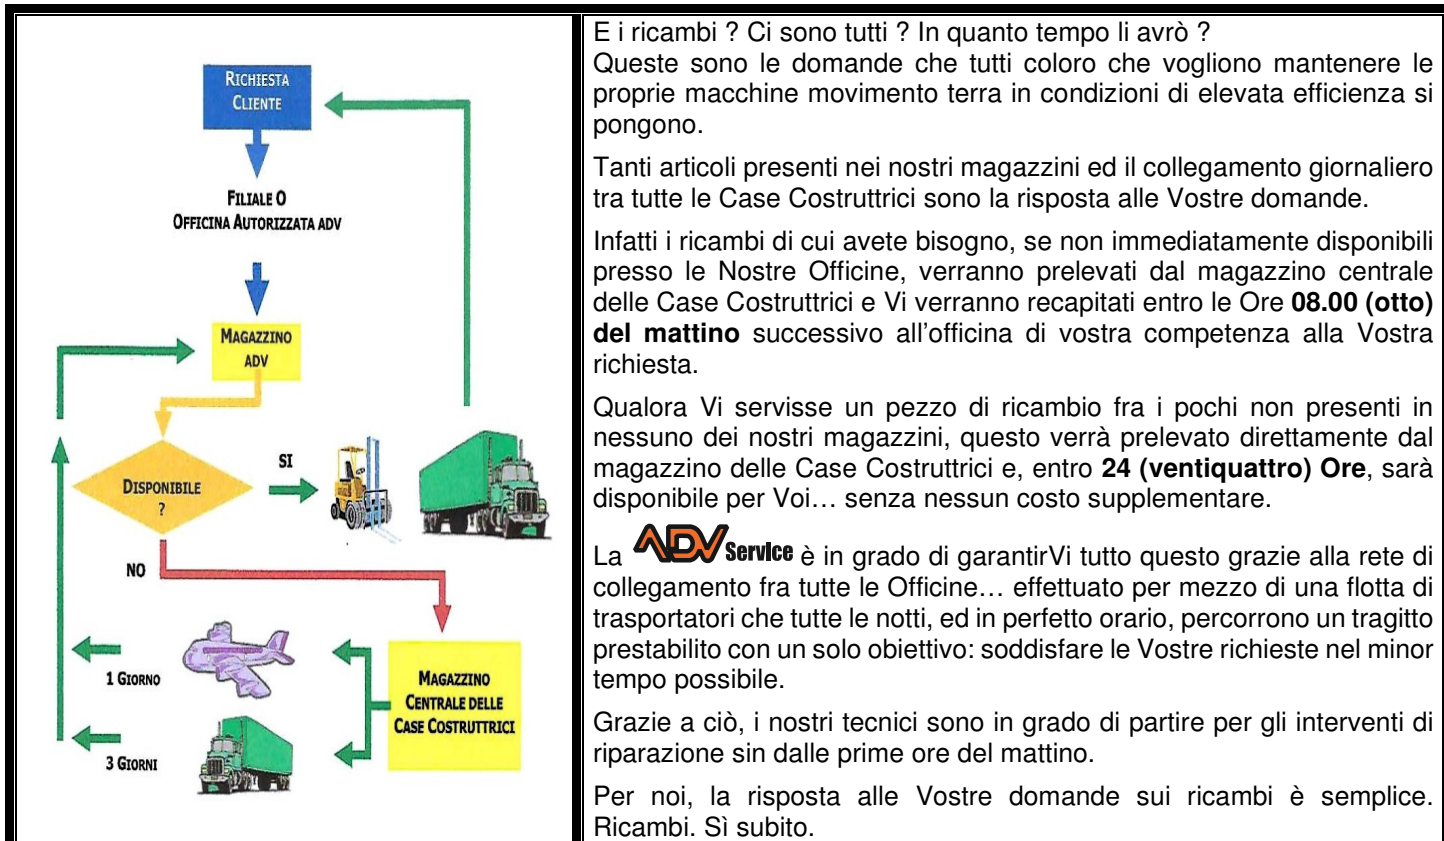 RICHIESTA
CLIENTE
FILIALE O
OFFICINA AUTORIZZATA ADV
MAGAZZINO
ADV
DISPONIBILE
?
SI
NO
1 GIORNO
3 GIORNI
MAGAZZINO
CENTRALE DELLE
CASE COSTRUTTRICI
E i ricambi ? Ci sono tutti ? In quanto tempo li avrò ?
Queste sono le domande che tutti coloro che vogliono mantenere le
proprie macchine movimento terra in condizioni di elevata efficienza si
pongono.
Tanti articoli presenti nei nostri magazzini ed il collegamento giornaliero
tra tutte le Case Costruttrici sono la risposta alle Vostre domande.
Infatti i ricambi di cui avete bisogno, se non immediatamente disponibili
presso le Nostre Officine, verranno prelevati dal magazzino centrale
delle Case Costruttrici e Vi verranno recapitati entro le Ore 08.00 (otto)
del mattino successivo all'officina di vostra competenza alla Vostra
richiesta.
Qualora Vi servisse un pezzo di ricambio fra i pochi non presenti in
nessuno dei nostri magazzini, questo verrà prelevato direttamente dal
magazzino delle Case Costruttrici e, entro 24 (ventiquattro) Ore, sarà
disponibile per Voi… senza nessun costo supplementare.
La ADV Service è in grado di garantirVi tutto questo grazie alla rete di
collegamento fra tutte le Officine… effettuato per mezzo di una flotta di
trasportatori che tutte le notti, ed in perfetto orario, percorrono un tragitto
prestabilito con un solo obiettivo: soddisfare le Vostre richieste nel minor
tempo possibile.
Grazie a ciò, i nostri tecnici sono in grado di partire per gli interventi di
riparazione sin dalle prime ore del mattino.
Per noi, la risposta alle Vostre domande sui ricambi è semplice.
Ricambi. Sì subito.